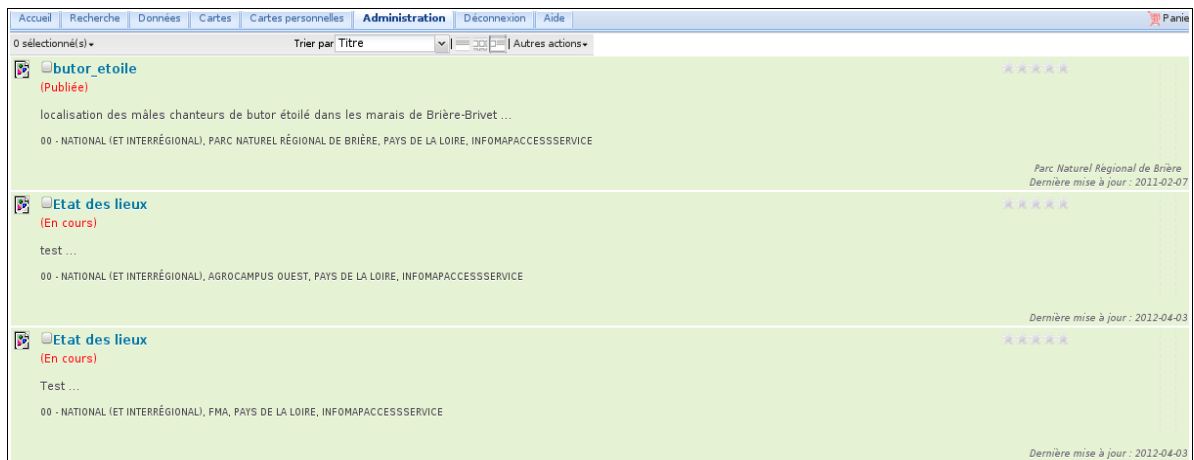 Accueil Recherche Données Cartes Cartes personnelles Administration Déconnexion Aide Panie
0 sélectionné(s) Trier par Titre Autres actions
butor_etoile
(Publiée)
localisation des mâles chanteurs de butor étoilé dans les marais de Brière-Brivet ...
00 - NATIONAL (ET INTERRÉGIONAL), PARC NATUREL RÉGIONAL DE BRIÈRE, PAYS DE LA LOIRE, INFOMAPACCESSSERVICE
Parc Naturel Régional de Brière
Dernière mise à jour : 2011-02-07
Etat des lieux
(En cours)
test ...
00 - NATIONAL (ET INTERRÉGIONAL), AGROCAMPUS OUEST, PAYS DE LA LOIRE, INFOMAPACCESSSERVICE
Dernière mise à jour : 2012-04-03
Etat des lieux
(En cours)
Test ...
00 - NATIONAL (ET INTERRÉGIONAL), FMA, PAYS DE LA LOIRE, INFOMAPACCESSSERVICE
Dernière mise à jour : 2012-04-03